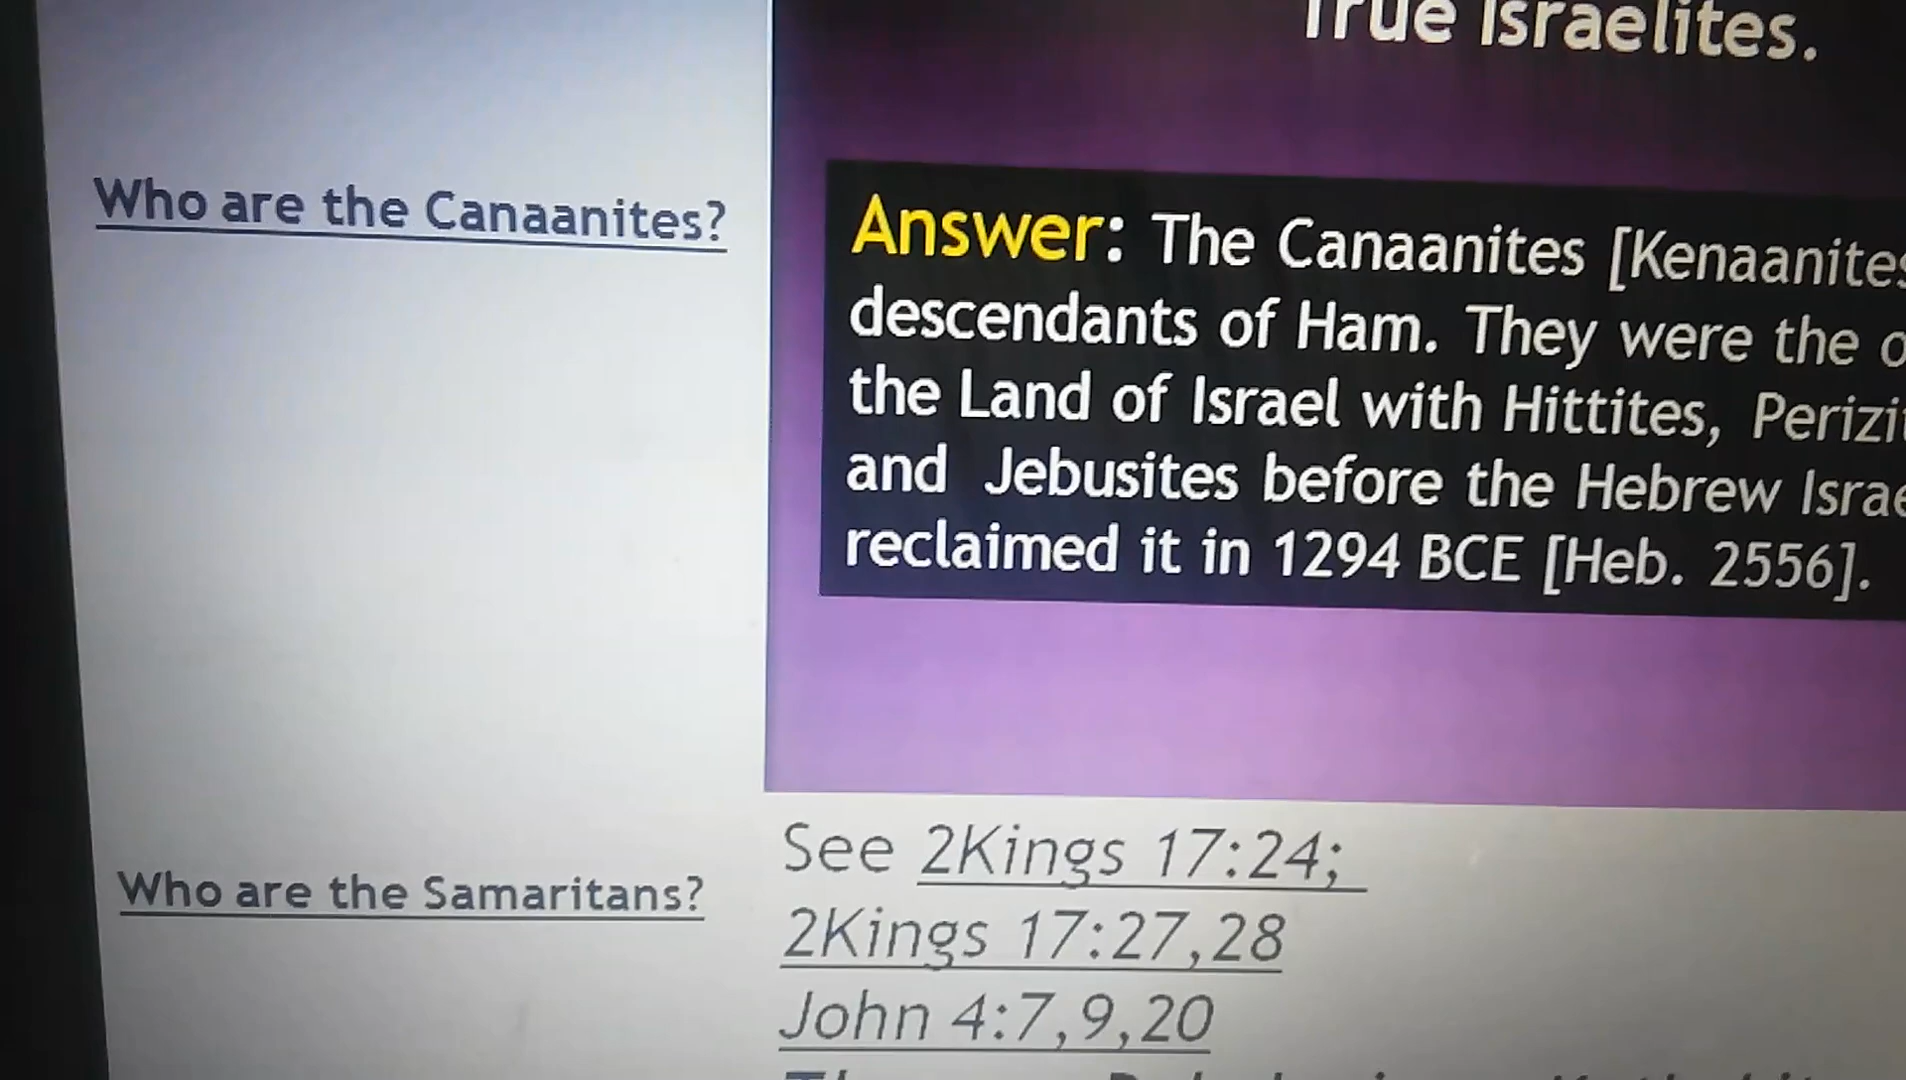 True Israelites.
Who are the Canaanites?
Answer: The Canaanites [Kenaanites
descendants of Ham. They were the
the Land of Israel with Hittites,
and Jebusites before the Hebrew
reclaimed it in 1294 BCE [Heb. 2556].
Who are the Samaritans?
See 2Kings 17:24;
2Kings 17:27,28
John 4:7,9,20